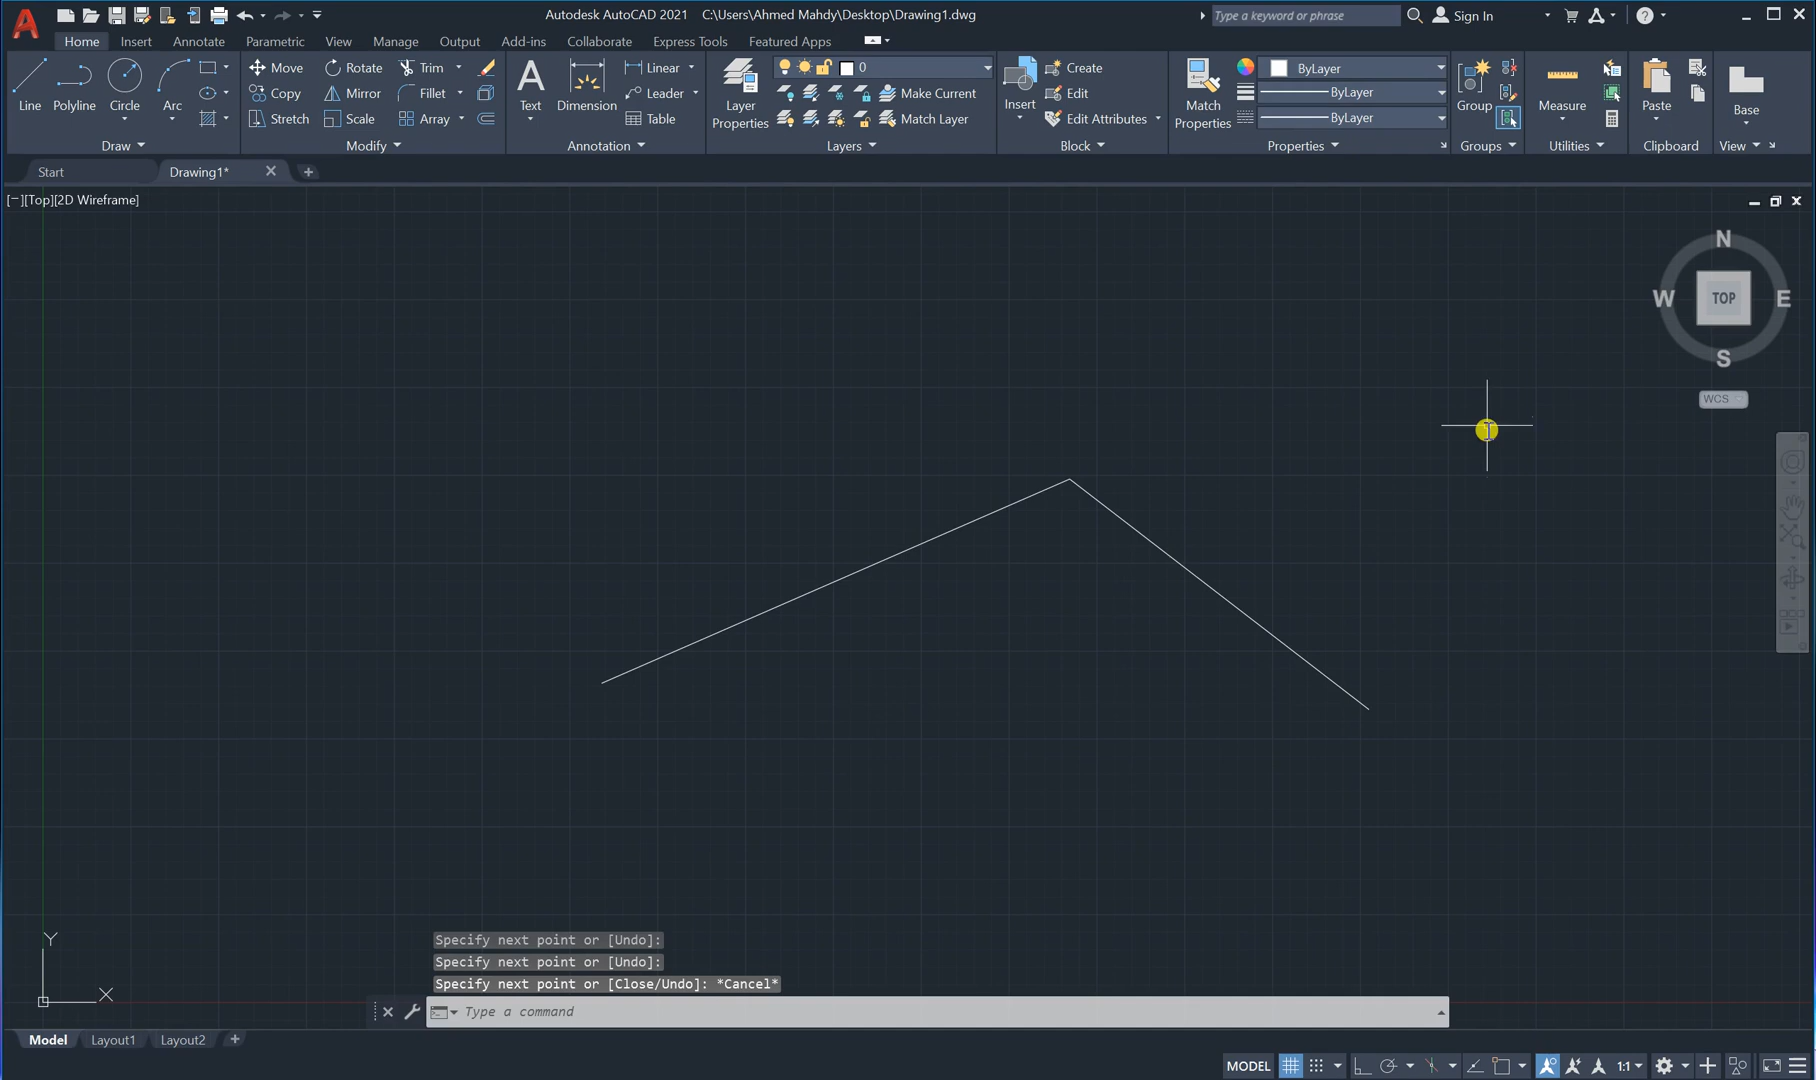 Autodesk AutoCAD 2021 C:\Users\Ahmed Mahdy\Desktop\Drawing1.dwg
Type a keyword or phrase
Sign In
Home Insert Annotate Parametric View Manage Output Add-ins Collaborate Express Tools Featured Apps
Line Polyline Circle Arc
Draw
Move Rotate Trim
Copy Mirror Fillet
Stretch Scale Array
Modify
Text Dimension
Linear
Leader
Table
Annotation
Layer Properties
0
Make Current
Match Layer
Layers
Insert
Create
Edit
Edit Attributes
Block
Match Properties
ByLayer
ByLayer
ByLayer
Properties
Group
Groups
Measure
Utilities
Paste
Clipboard
Base
View
Start Drawing1*
[−][Top][2D Wireframe]
N
W TOP E
S
WCS
Y
X
Specify next point or [Undo]:
Specify next point or [Undo]:
Specify next point or [Close/Undo]: *Cancel*
Type a command
Model Layout1 Layout2
MODEL 1:1